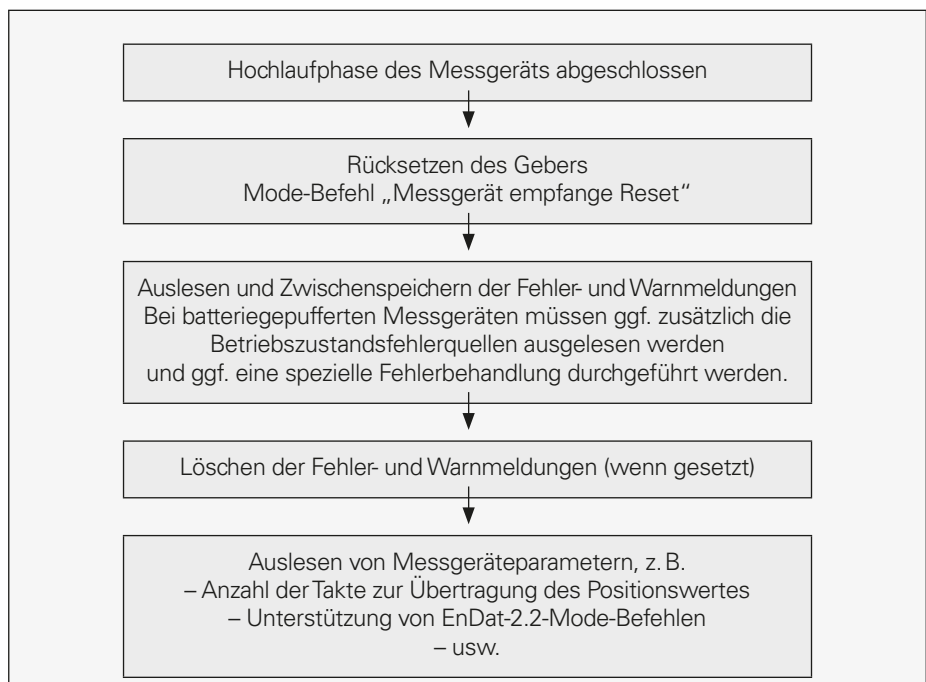 Hochlaufphase des Messgeräts abgeschlossen
Rücksetzen des Gebers
Mode-Befehl „Messgerät empfange Reset“
Auslesen und Zwischenspeichern der Fehler- und Warnmeldungen
Bei batteriegepufferten Messgeräten müssen ggf. zusätzlich die
Betriebszustandsfehlerquellen ausgelesen werden
und ggf. eine spezielle Fehlerbehandlung durchgeführt werden.
Löschen der Fehler- und Warnmeldungen (wenn gesetzt)
Auslesen von Messgeräteparametern, z. B.
– Anzahl der Takte zur Übertragung des Positionswertes
– Unterstützung von EnDat-2.2-Mode-Befehlen
– usw.